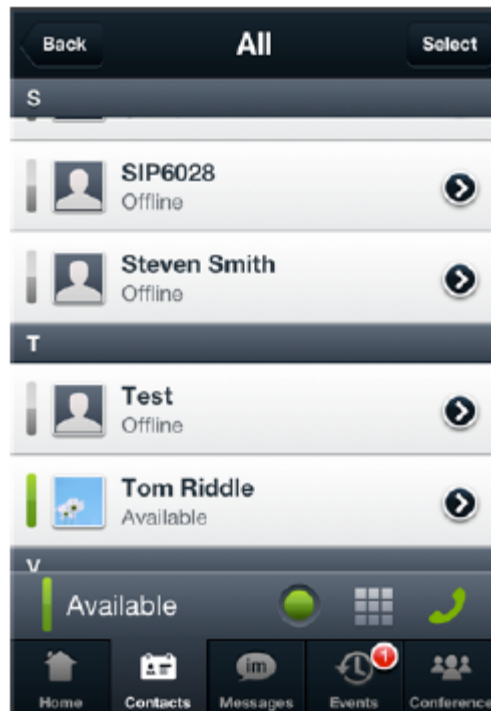 Back All Select
S
SIP6028
Offline
Steven Smith
Offline
T
Test
Offline
Tom Riddle
Available
V
Available
im 1
Home Contacts Messages Events Conference